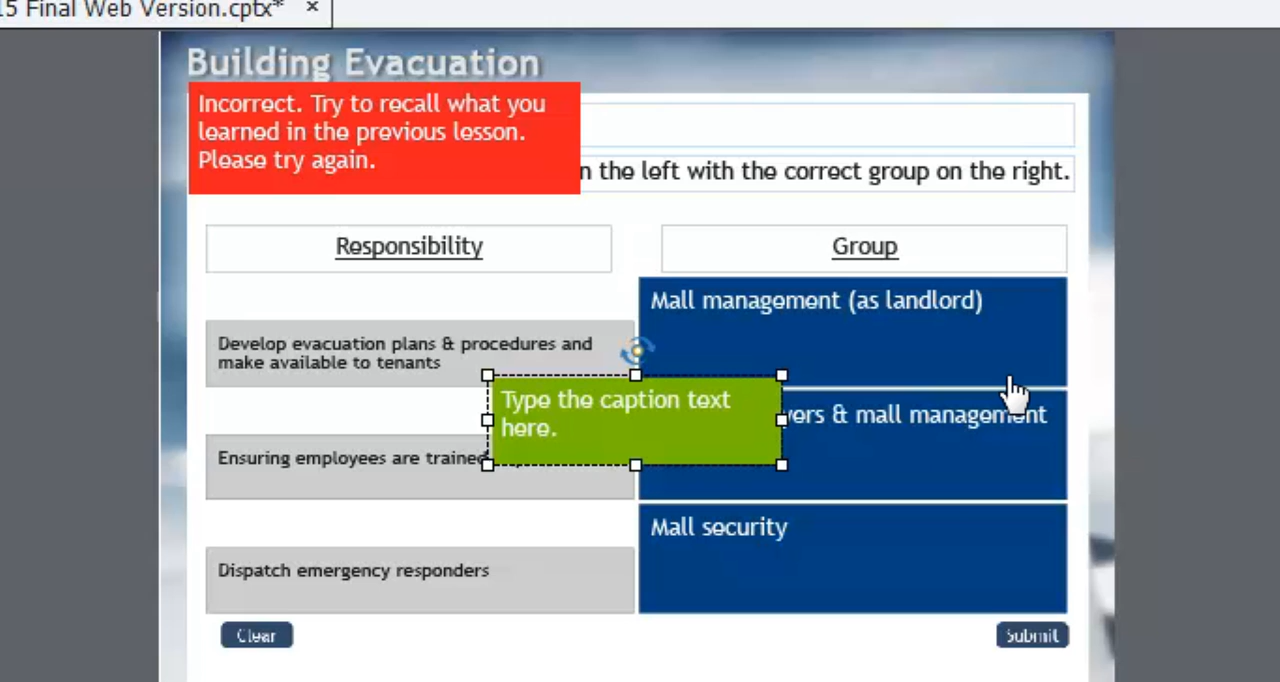 15 Final Web Version.cptx* ×
Building Evacuation
Incorrect. Try to recall what you
learned in the previous lesson.
Please try again.
the left with the correct group on the right.
Responsibility
Group
Mall management (as landlord)
Develop evacuation plans & procedures and
make available to tenants
Type the caption text
here.
& mall management
Ensuring employees are trained
Mall security
Dispatch emergency responders
Clear
Submit